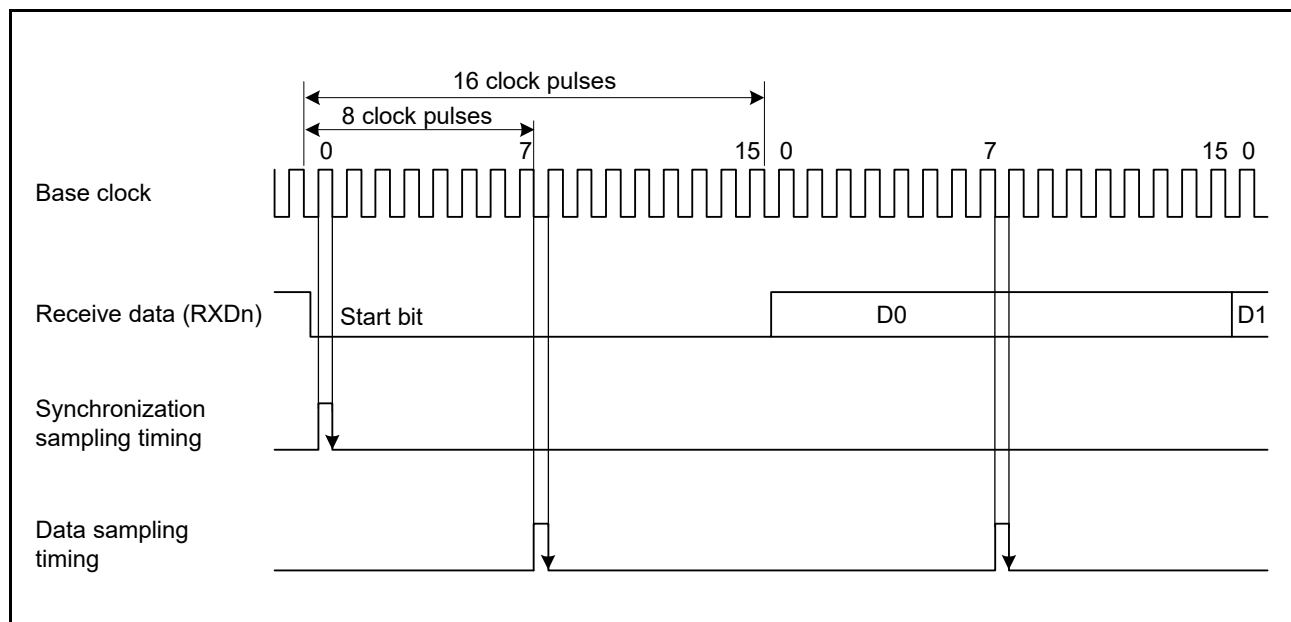 16 clock pulses
8 clock pulses
0 7 15 0 7 15 0
Base clock
Receive data (RXDn)
Start bit
D0
D1
Synchronization
sampling timing
Data sampling
timing